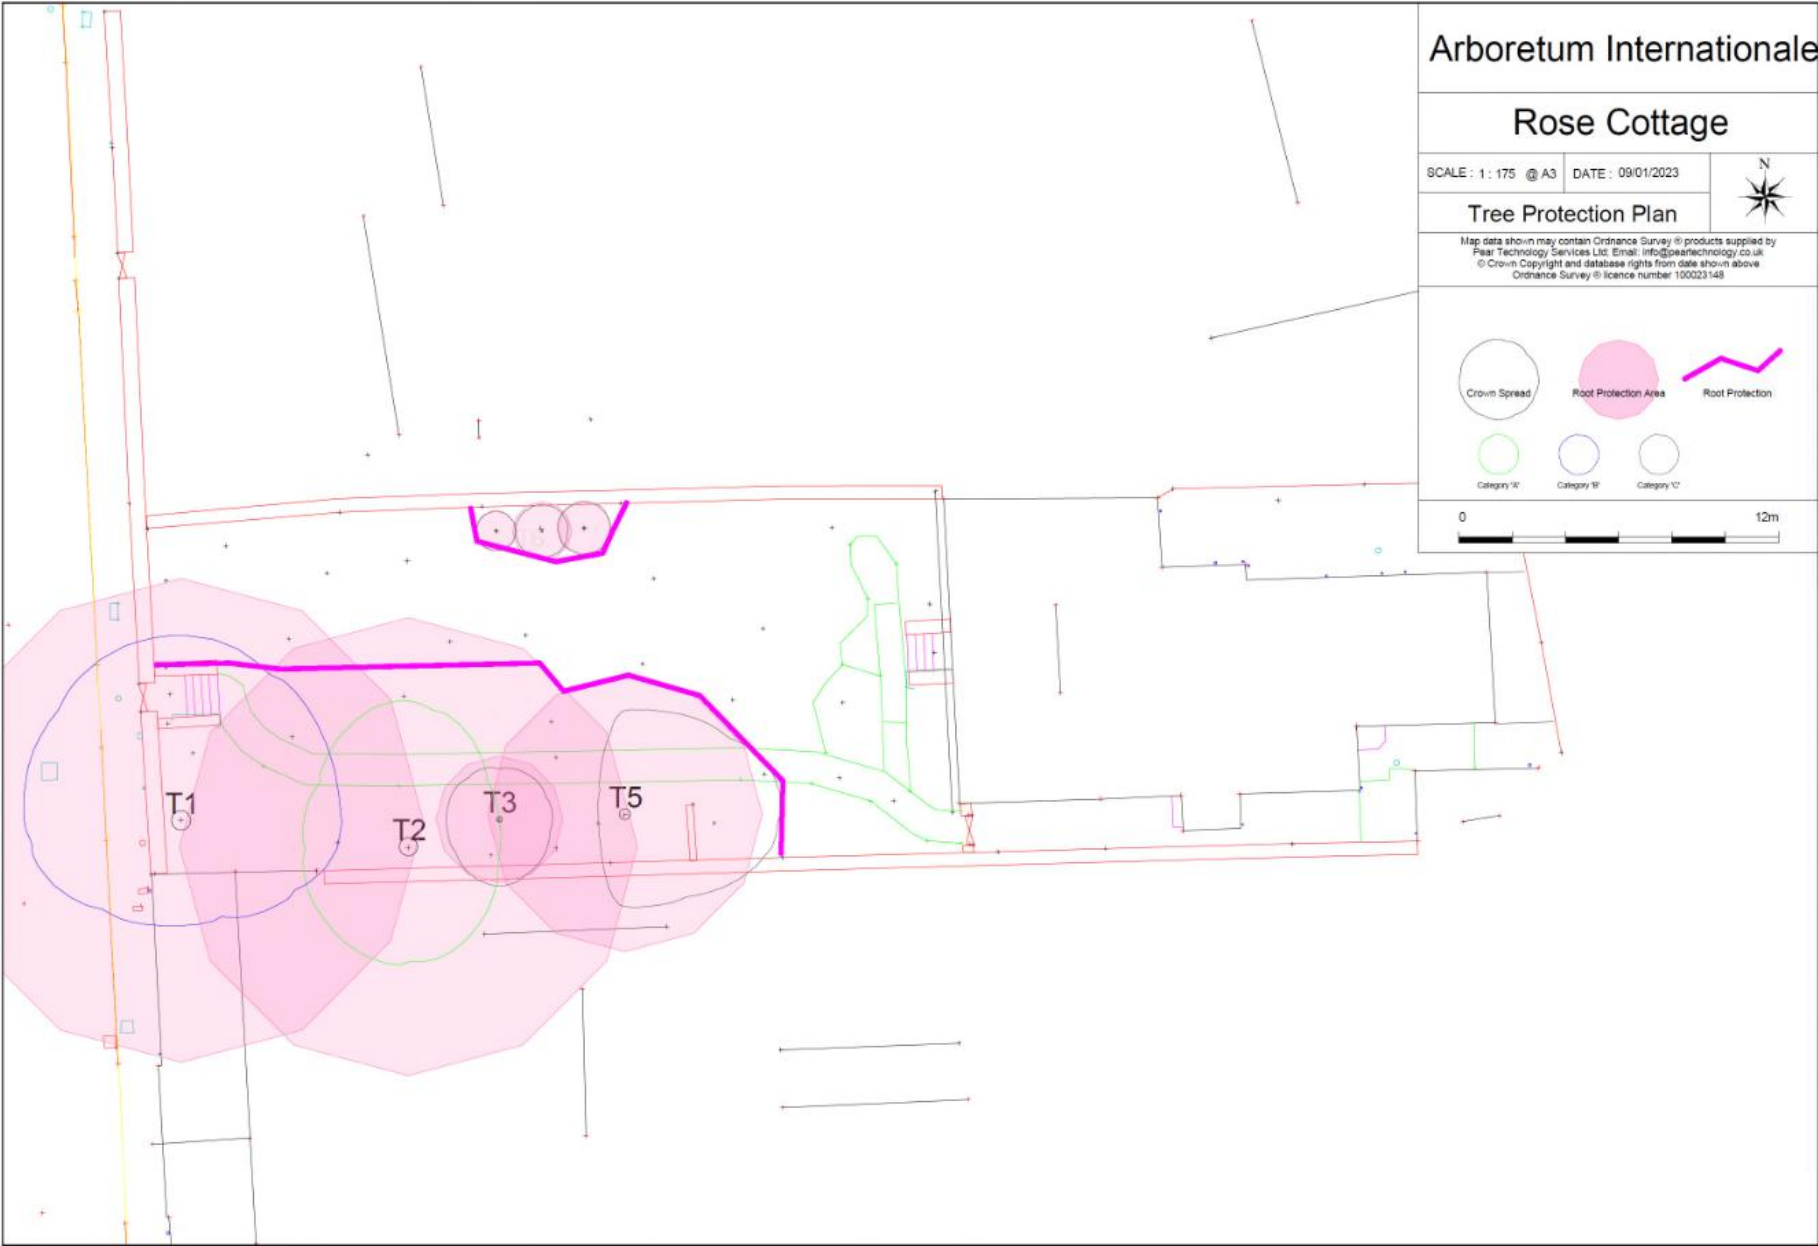 Arboretum Internationale
Rose Cottage
SCALE : 1 : 175 @ A3
DATE : 09/01/2023
N
Tree Protection Plan
Map data shown may contain Ordnance Survey ® products supplied by
Pear Technology Services Ltd; Email: info@peartechnology.co.uk
© Crown Copyright and database rights from date shown above
Ordnance Survey ® licence number 100023148
Crown Spread
Root Protection Area
Root Protection
Category 'A'
Category 'B'
Category 'C'
0
12m
T1
T2
T3
T5